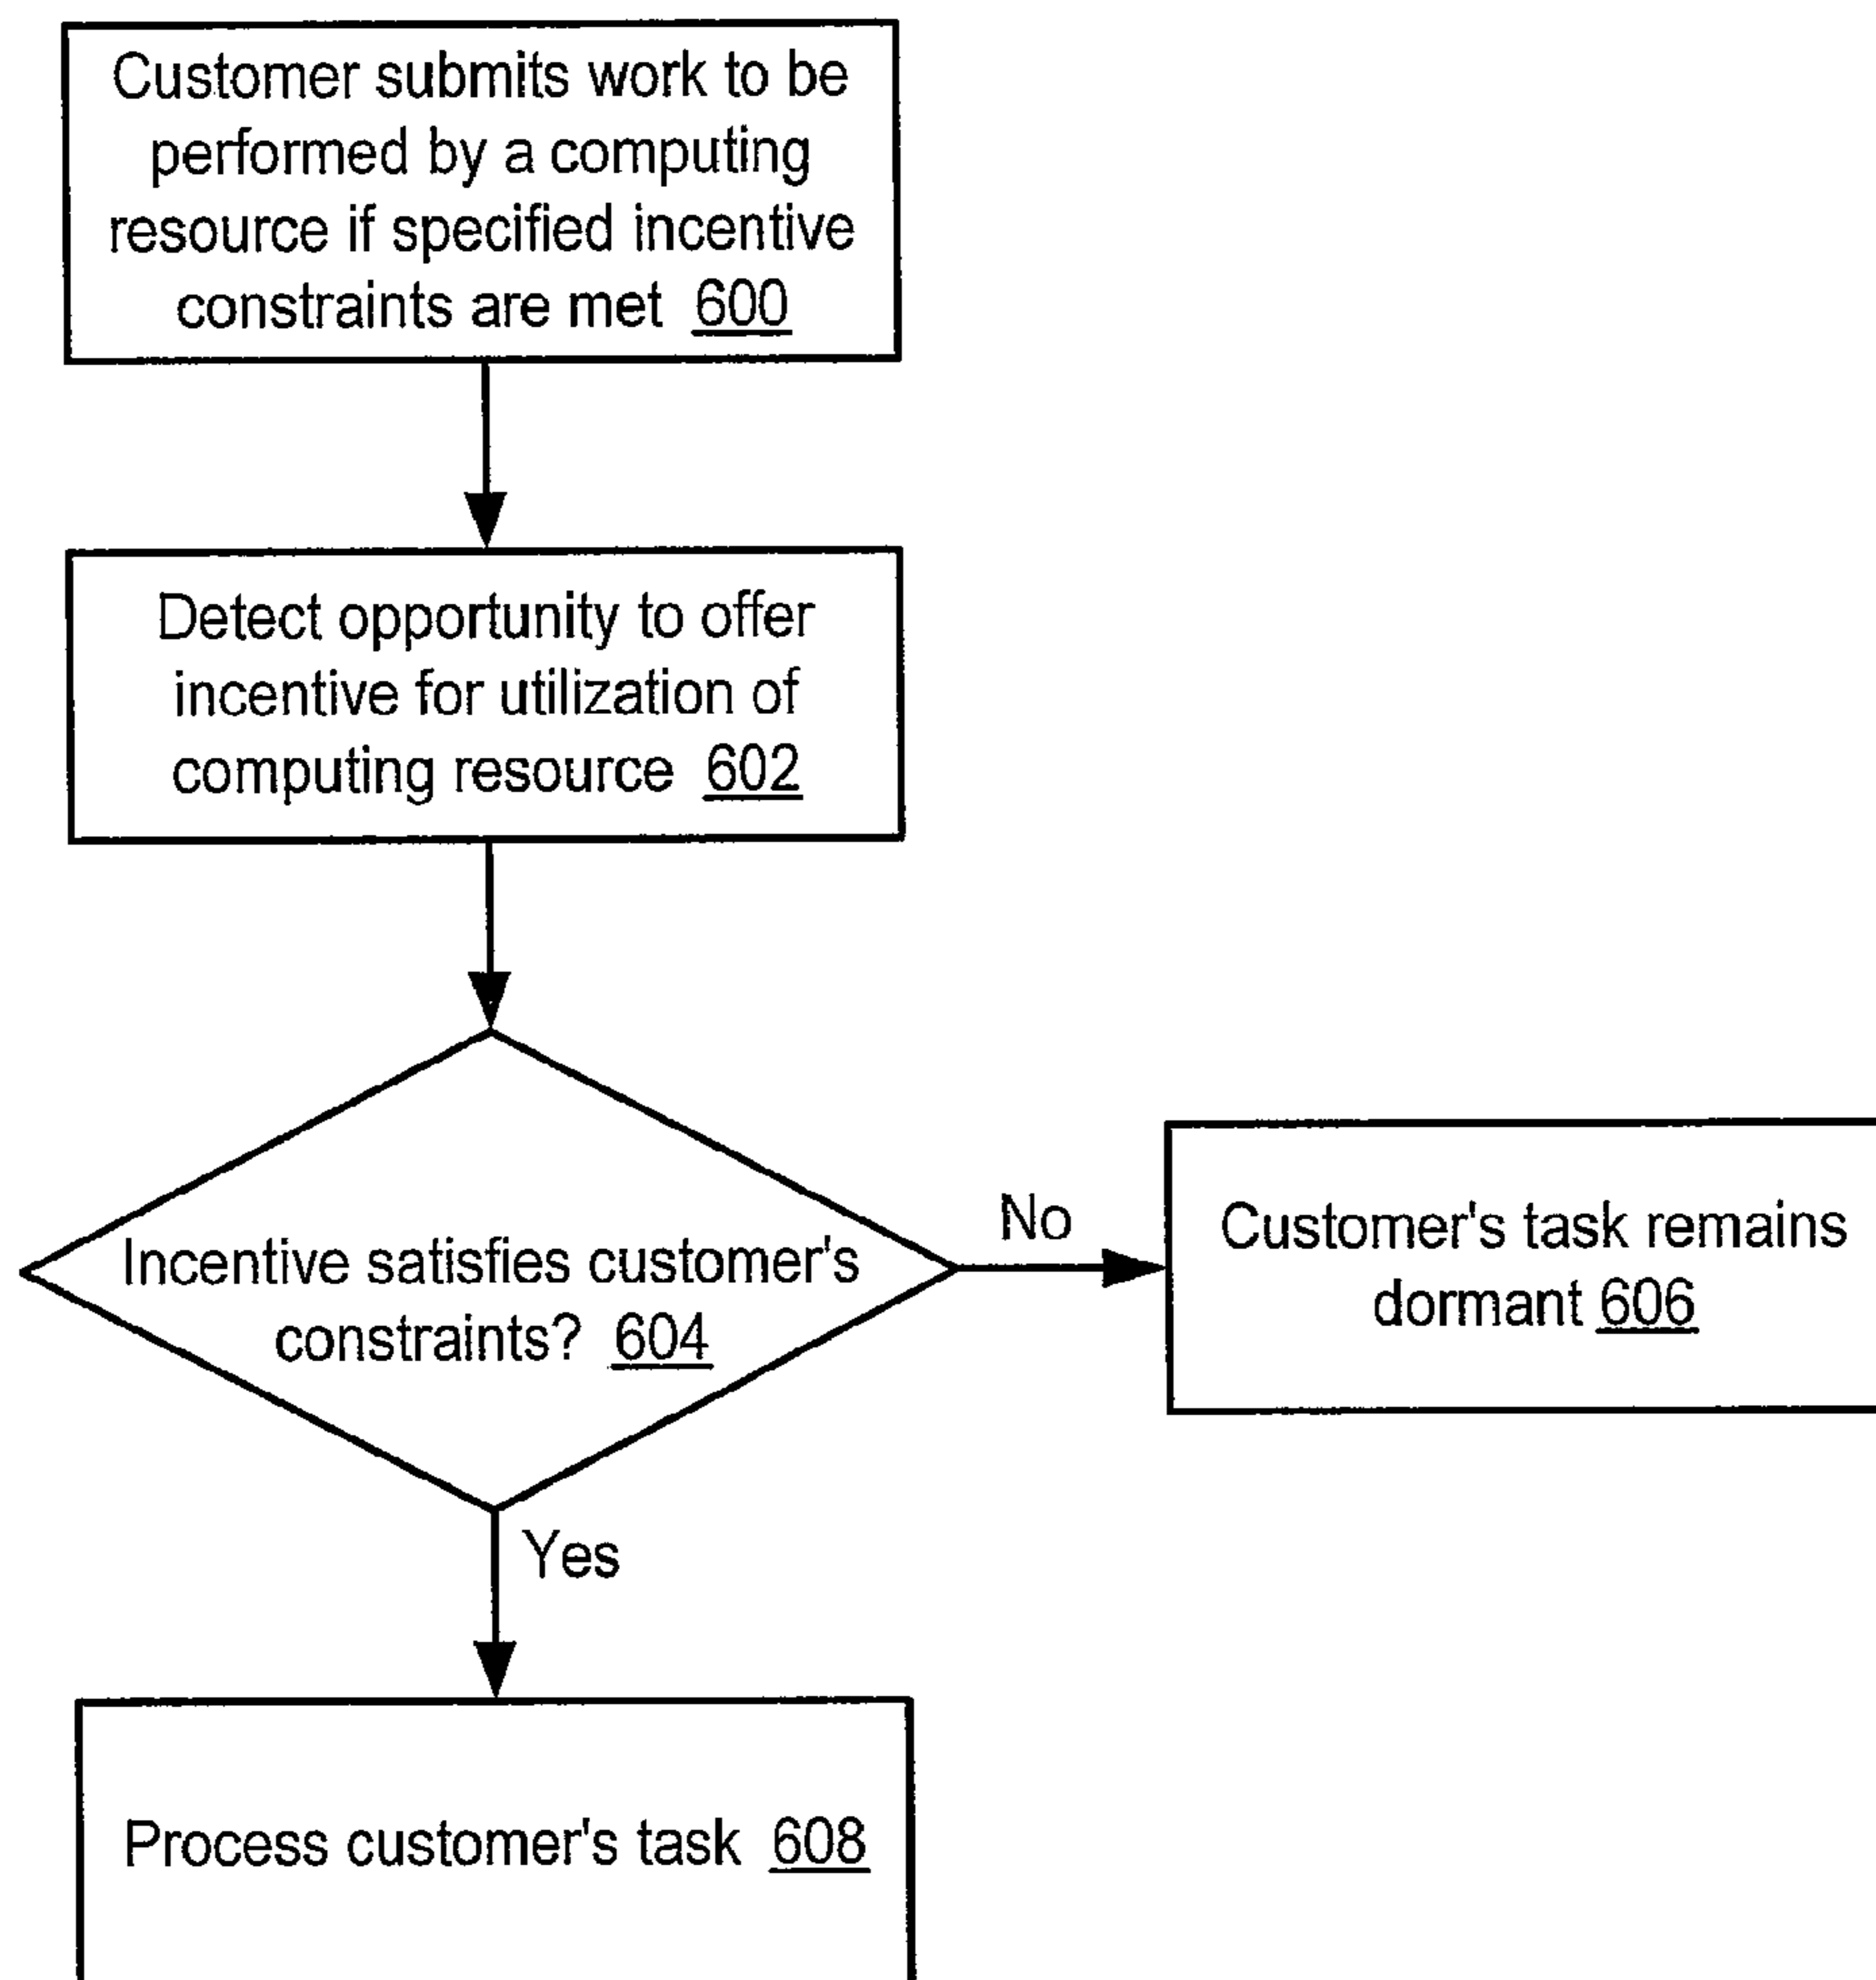 Customer submits work to be
performed by a computing
resource if specified incentive
constraints are met 600
Detect opportunity to offer
incentive for utilization of
computing resource 602
Incentive satisfies customer's
constraints? 604
No
Customer's task remains
dormant 606
Yes
Process customer's task 608